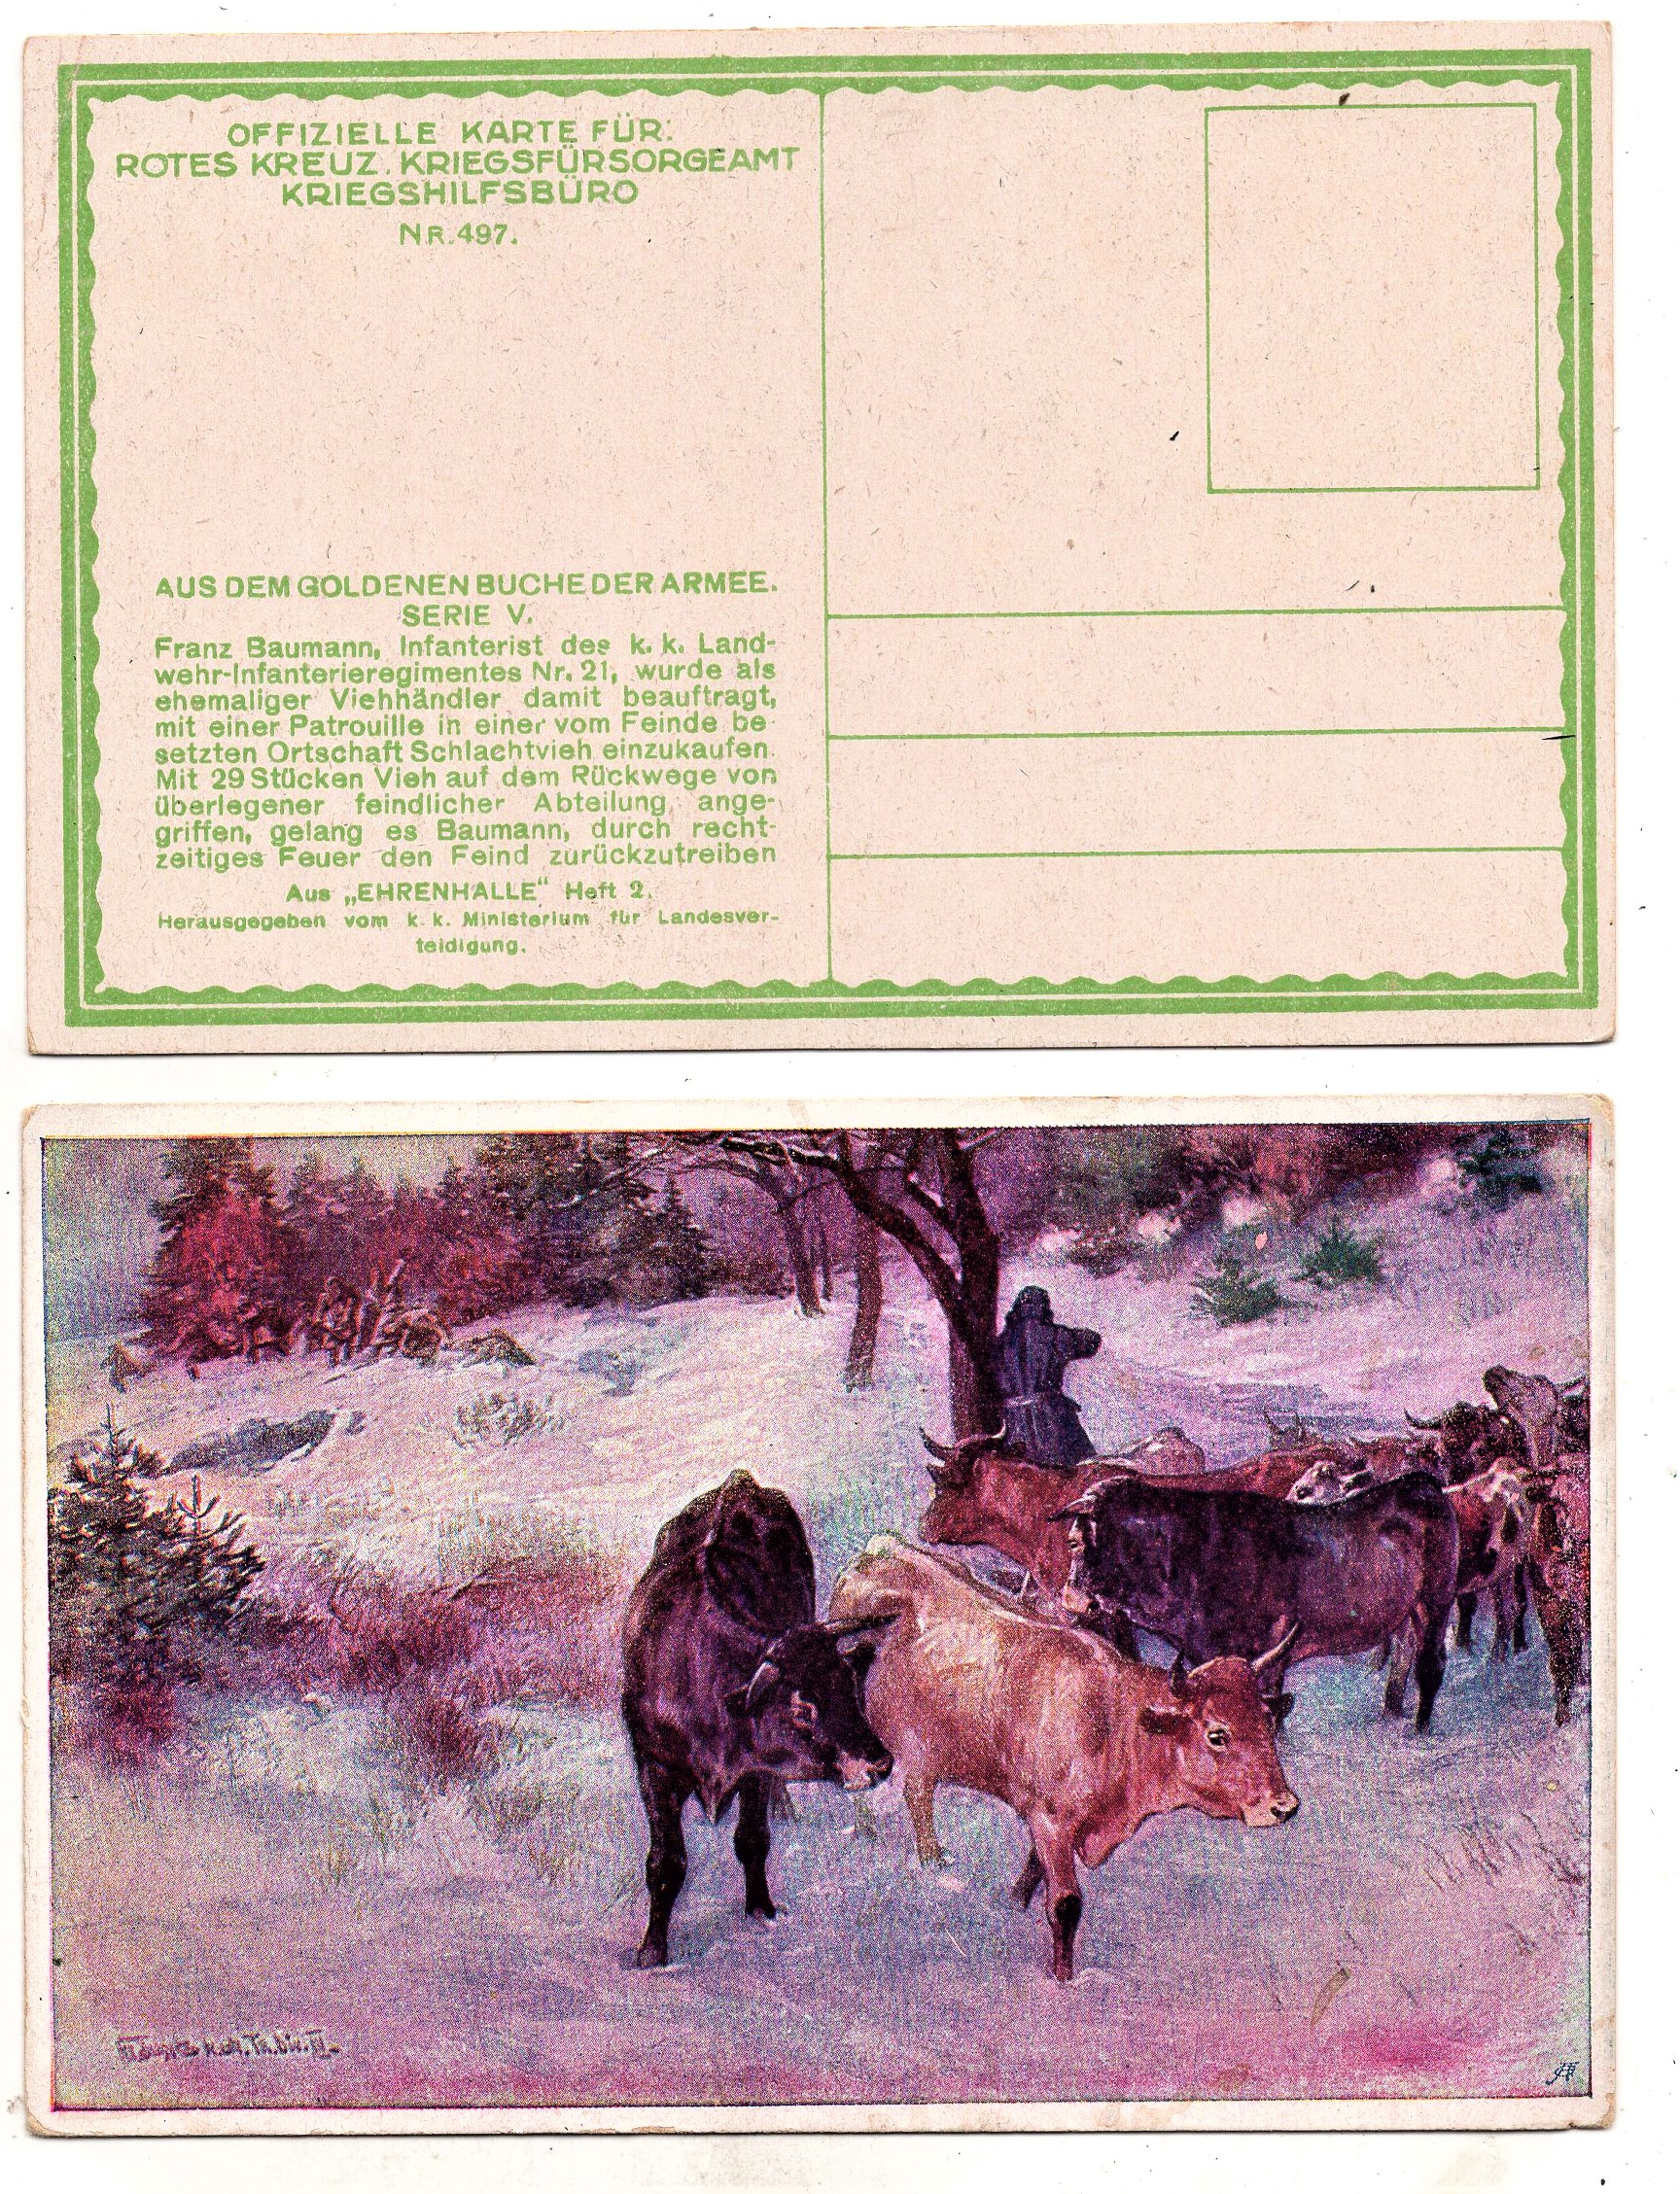 OFFIZIELLE KARTE FÜR:
ROTES KREUZ, KRIEGSFÜRSORGEAMT
KRIEGSHILFSBÜRO
NR. 497.
AUS DEM GOLDENEN BUCHE DER ARMEE.
SERIE V.
Franz Baumann, Infanterist des k. k. Land-
wehr-Infanterieregimentes Nr. 21, wurde als
ehemaliger Viehhändler damit beauftragt,
mit einer Patrouille in einer vom Feinde be-
setzten Ortschaft Schlachtvieh einzukaufen.
Mit 29 Stücken Vieh auf dem Rückwege von
überlegener feindlicher Abteilung, ange-
griffen, gelang es Baumann, durch recht-
zeitiges Feuer den Feind zurückzutreiben
Aus „EHRENHALLE“ Heft 2.
Herausgegeben vom k. k. Ministerium für Landesver-
teidigung.